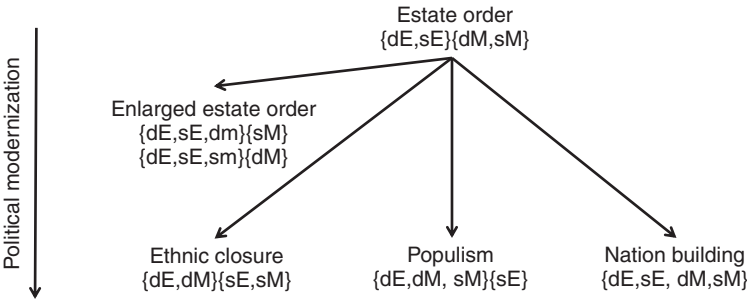 Estate order
{dE,sE}{dM,sM}
Political modernization
Enlarged estate order
{dE,sE,dm}{sM}
{dE,sE,sm}{dM}
Ethnic closure
{dE,dM}{sE,sM}
Populism
{dE,dM, sM}{sE}
Nation building
{dE,sE, dM,sM}